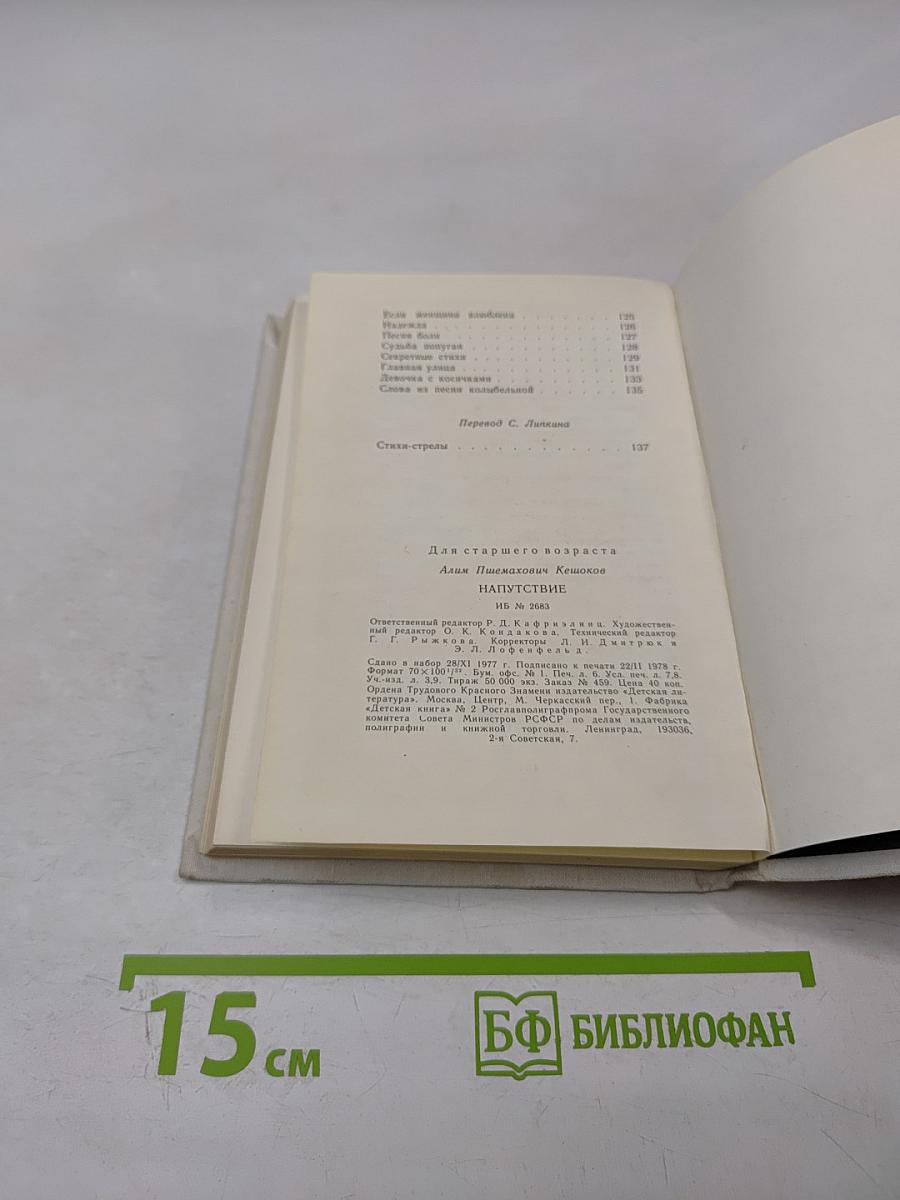 Если женщина влюблена . . . . . . . 125
Надежда . . . . . . . . . . . . . 126
Песня боли . . . . . . . . . . . . 127
Судьба попугая . . . . . . . . . . . 128
Секретные стихи . . . . . . . . . . 129
Главная улица . . . . . . . . . . . 131
Девочка с косичками . . . . . . . . . 133
Слова из песни колыбельной . . . . . . 135
Перевод С. Липкина
Стихи-стрелы . . . . . . . . . . . . 137
Для старшего возраста
Алим Пшемахович Кешоков
НАПУТСТВИЕ
ИБ № 2683
Ответственный редактор Р. Д. Кафриэлянц. Художествен-
ный редактор О. К. Кондакова. Технический редактор
Г. Г. Рыжкова. Корректоры Л. И. Дмитрюк и
Э. Л. Лофенфельд.
Сдано в набор 28/XI 1977 г. Подписано к печати 22/II 1978 г.
Формат 70×100¹/³². Бум. офс. № 1. Печ. л. 6. Усл. печ. л. 7,8.
Уч.-изд. л. 3,9. Тираж 50 000 экз. Заказ № 459. Цена 40 коп.
Ордена Трудового Красного Знамени издательство «Детская ли-
тература». Москва, Центр, М. Черкасский пер., 1. Фабрика
«Детская книга» № 2 Росглавполиграфпрома Государственного
комитета Совета Министров РСФСР по делам издательств,
полиграфии и книжной торговли. Ленинград, 193036,
2-я Советская, 7.
15 см
БФ БИБЛИОФАН